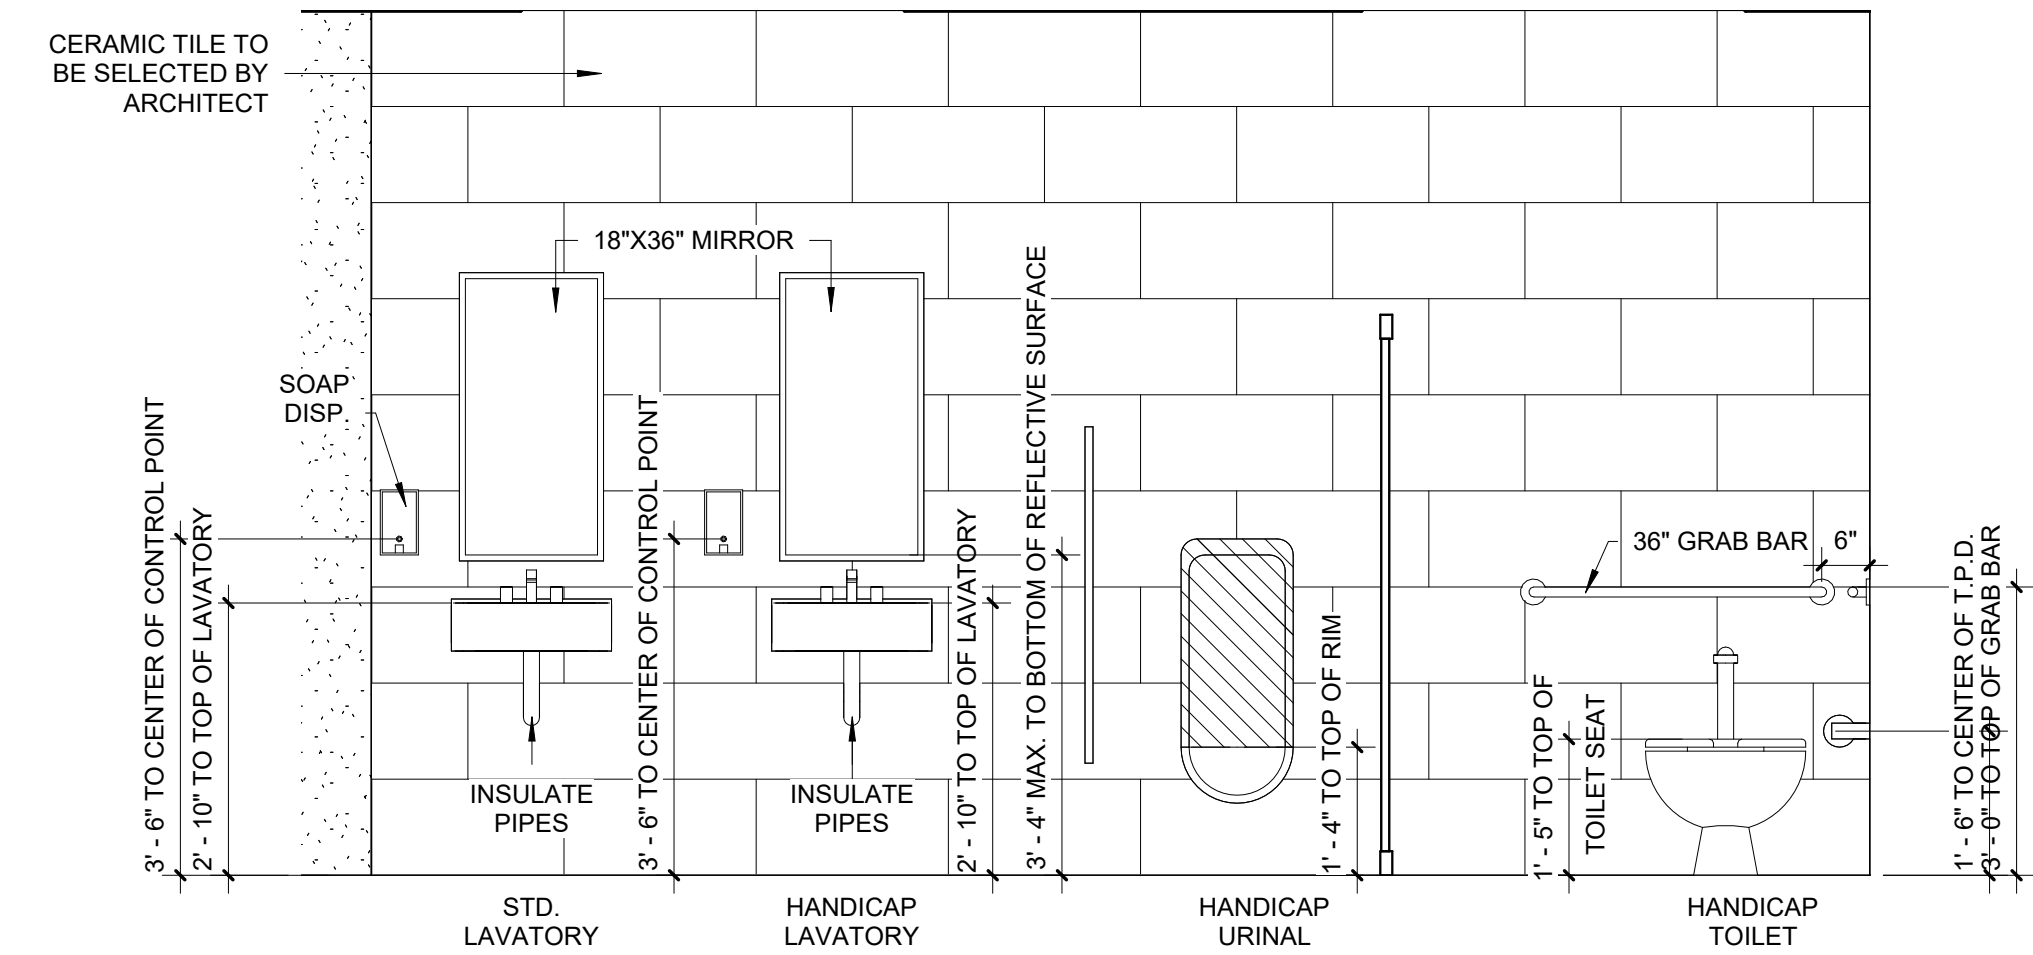 CERAMIC TILE TO
BE SELECTED BY
ARCHITECT
18"X36" MIRROR
SOAP
DISP.
3' - 6" TO CENTER OF CONTROL POINT
2' - 10" TO TOP OF LAVATORY
INSULATE
PIPES
3' - 6" TO CENTER OF CONTROL POINT
INSULATE
PIPES
2' - 10" TO TOP OF LAVATORY
3' - 4" MAX. TO BOTTOM OF REFLECTIVE SURFACE
1' - 4" TO TOP OF RIM
36" GRAB BAR
6"
1' - 5" TO TOP OF
TOILET SEAT
1' - 6" TO CENTER OF T.P.D.
3' - 0" TO TOP OF GRAB BAR
STD.
LAVATORY
HANDICAP
LAVATORY
HANDICAP
URINAL
HANDICAP
TOILET